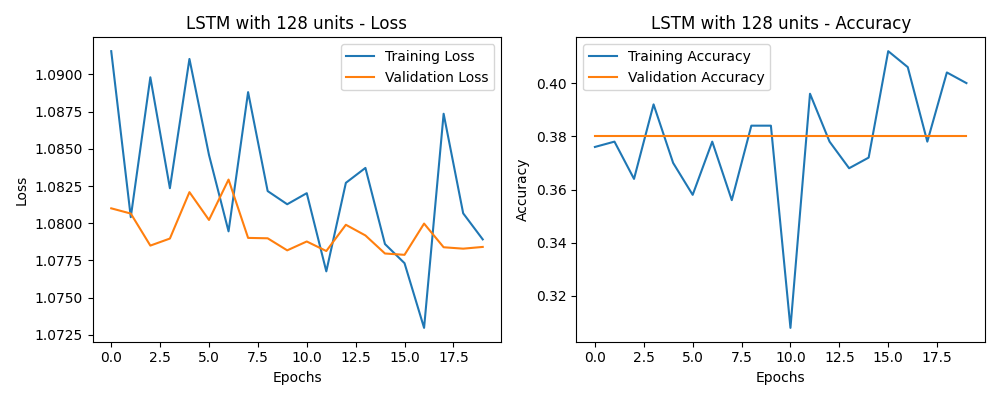 LSTM with 128 units - Loss
Training Loss
Validation Loss
1.0900
1.0875
1.0850
1.0825
1.0800
1.0775
1.0750
1.0725
Loss
0.0 2.5 5.0 7.5 10.0 12.5 15.0 17.5
Epochs
LSTM with 128 units - Accuracy
Training Accuracy
Validation Accuracy
0.40
0.38
0.36
0.34
0.32
Accuracy
0.0 2.5 5.0 7.5 10.0 12.5 15.0 17.5
Epochs